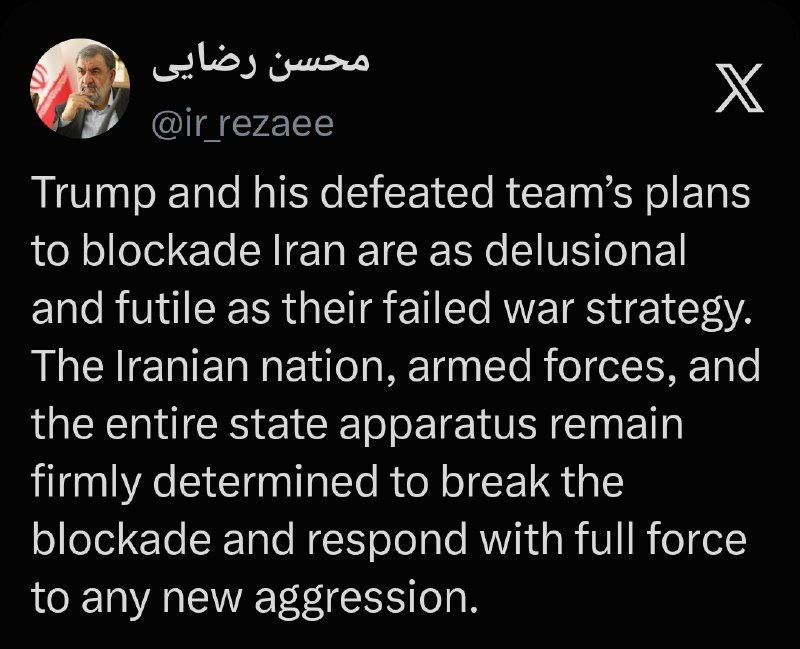 محسن رضایی
@ir_rezaee
Trump and his defeated team’s plans
to blockade Iran are as delusional
and futile as their failed war strategy.
The Iranian nation, armed forces, and
the entire state apparatus remain
firmly determined to break the
blockade and respond with full force
to any new aggression.